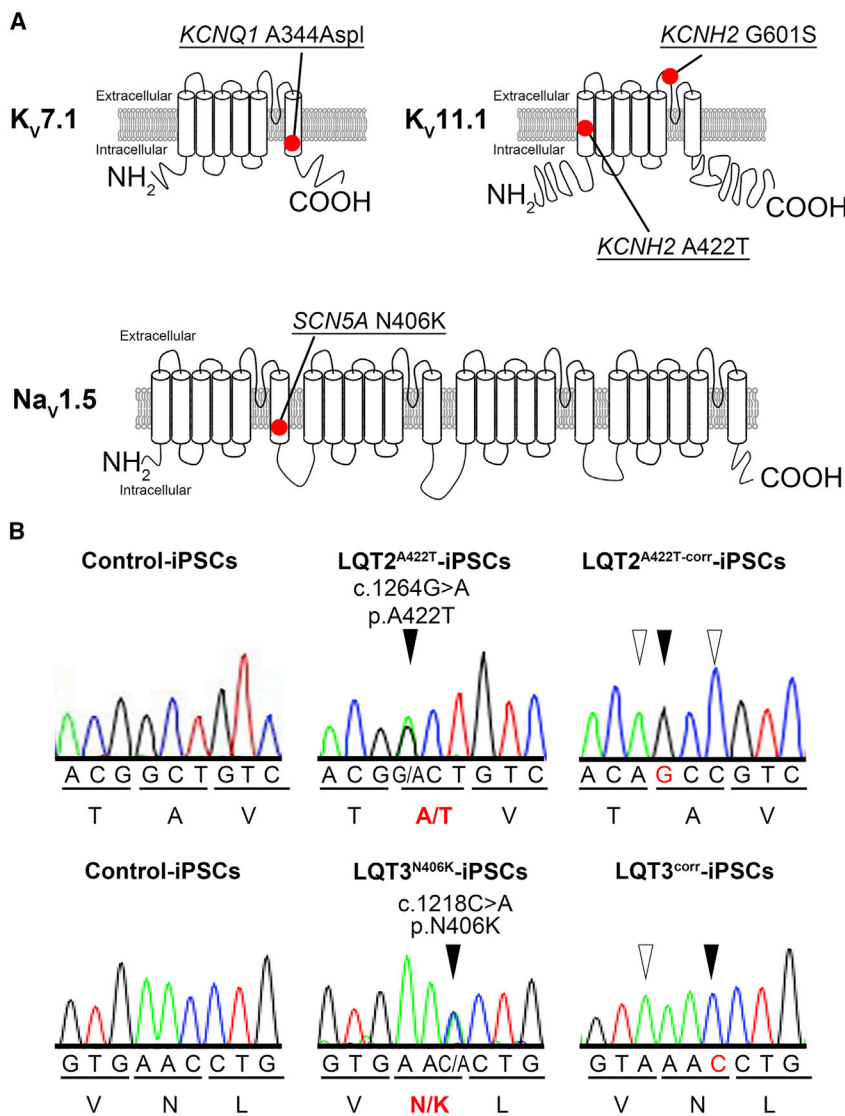 A
KCNQ1 A344Aspl
KCNH2 G601S
Extracellular
Extracellular
Kv7.1
Kv11.1
Intracellular
Intracellular
NH2
COOH
NH2
COOH
KCNH2 A422T
SCN5A N406K
Extracellular
Nav1.5
NH2
Intracellular
COOH
B
Control-iPSCs
LQT2A422T-iPSCs
LQT2A422T-corr-iPSCs
c.1264G>A
p.A422T
A C G G C T G T C
A C G G/A C T G T C
A C A G C C G T C
T A V
T A/T V
T A V
Control-iPSCs
LQT3N406K-iPSCs
LQT3corr-iPSCs
c.1218C>A
p.N406K
G T G A A C C T G
G T G A A C/A C T G
G T A A A C C T G
V N L
V N/K L
V N L